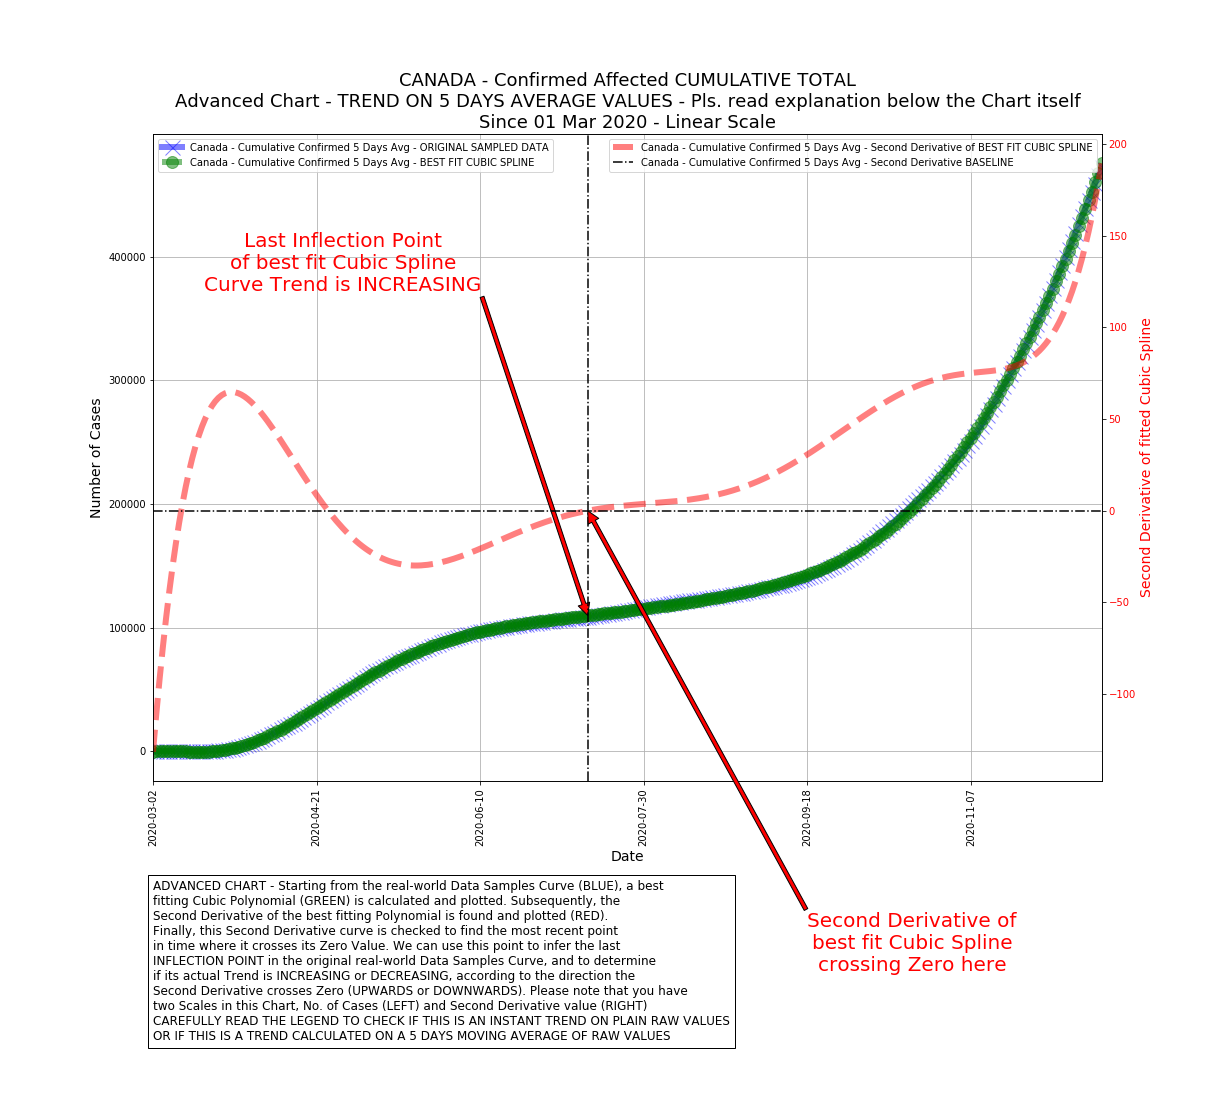 CANADA - Confirmed Affected CUMULATIVE TOTAL
Advanced Chart - TREND ON 5 DAYS AVERAGE VALUES - Pls. read explanation below the Chart itself
Since 01 Mar 2020 - Linear Scale
Canada - Cumulative Confirmed 5 Days Avg - ORIGINAL SAMPLED DATA
Canada - Cumulative Confirmed 5 Days Avg - BEST FIT CUBIC SPLINE
Canada - Cumulative Confirmed 5 Days Avg - Second Derivative of BEST FIT CUBIC SPLINE
Canada - Cumulative Confirmed 5 Days Avg - Second Derivative BASELINE
Last Inflection Point
of best fit Cubic Spline
Curve Trend is INCREASING
Number of Cases
400000
300000
200000
100000
0
200
150
100
50
0
−50
−100
Second Derivative of fitted Cubic Spline
2020-03-02
2020-04-21
2020-06-10
2020-07-30
2020-09-18
2020-11-07
Date
Second Derivative of
best fit Cubic Spline
crossing Zero here
ADVANCED CHART - Starting from the real-world Data Samples Curve (BLUE), a best
fitting Cubic Polynomial (GREEN) is calculated and plotted. Subsequently, the
Second Derivative of the best fitting Polynomial is found and plotted (RED).
Finally, this Second Derivative curve is checked to find the most recent point
in time where it crosses its Zero Value. We can use this point to infer the last
INFLECTION POINT in the original real-world Data Samples Curve, and to determine
if its actual Trend is INCREASING or DECREASING, according to the direction the
Second Derivative crosses Zero (UPWARDS or DOWNWARDS). Please note that you have
two Scales in this Chart, No. of Cases (LEFT) and Second Derivative value (RIGHT)
CAREFULLY READ THE LEGEND TO CHECK IF THIS IS AN INSTANT TREND ON PLAIN RAW VALUES
OR IF THIS IS A TREND CALCULATED ON A 5 DAYS MOVING AVERAGE OF RAW VALUES